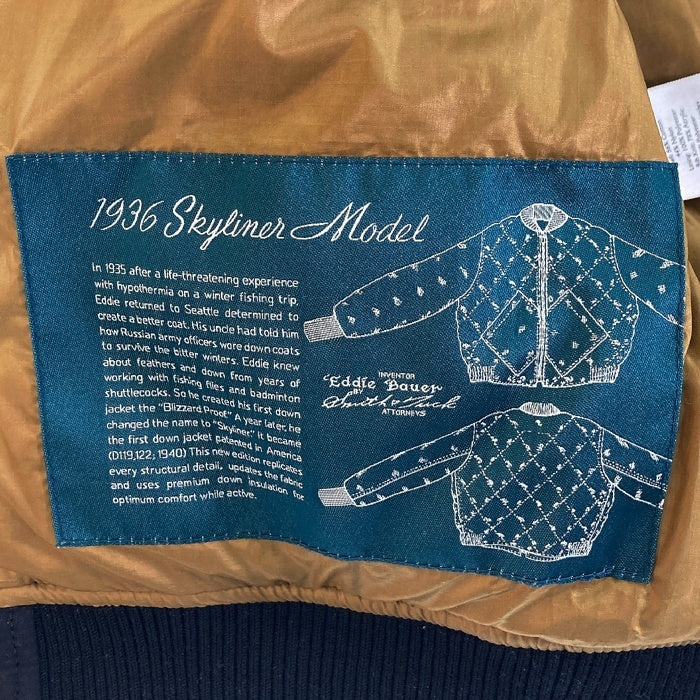 1936 Skyliner Model
In 1935 after a life-threatening experience
with hypothermia on a winter fishing trip,
Eddie returned to Seattle determined to
create a better coat. His uncle had told him
how Russian army officers wore down coats
to survive the bitter winters. Eddie knew
about feathers and down from years of
working with fishing flies and badminton
shuttlecocks. So he created his first down
jacket the "Blizzard Proof." A year later, he
changed the name to "Skyliner," it became
the first down jacket patented in America
(D119,122; 1940) This new edition replicates
every structural detail, updates the fabric
and uses premium down insulation for
optimum comfort while active.
INVENTOR
Eddie Bauer
BY
Smith & Tuck
ATTORNEYS